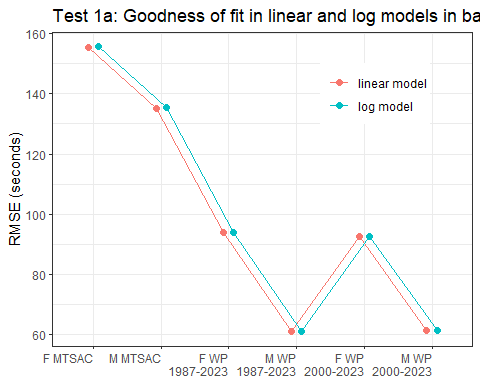 Test 1a: Goodness of fit in linear and log models in ba
160
140
120
100
80
60
RMSE (seconds)
linear model
log model
F MTSAC
M MTSAC
F WP
1987-2023
M WP
1987-2023
F WP
2000-2023
M WP
2000-2023